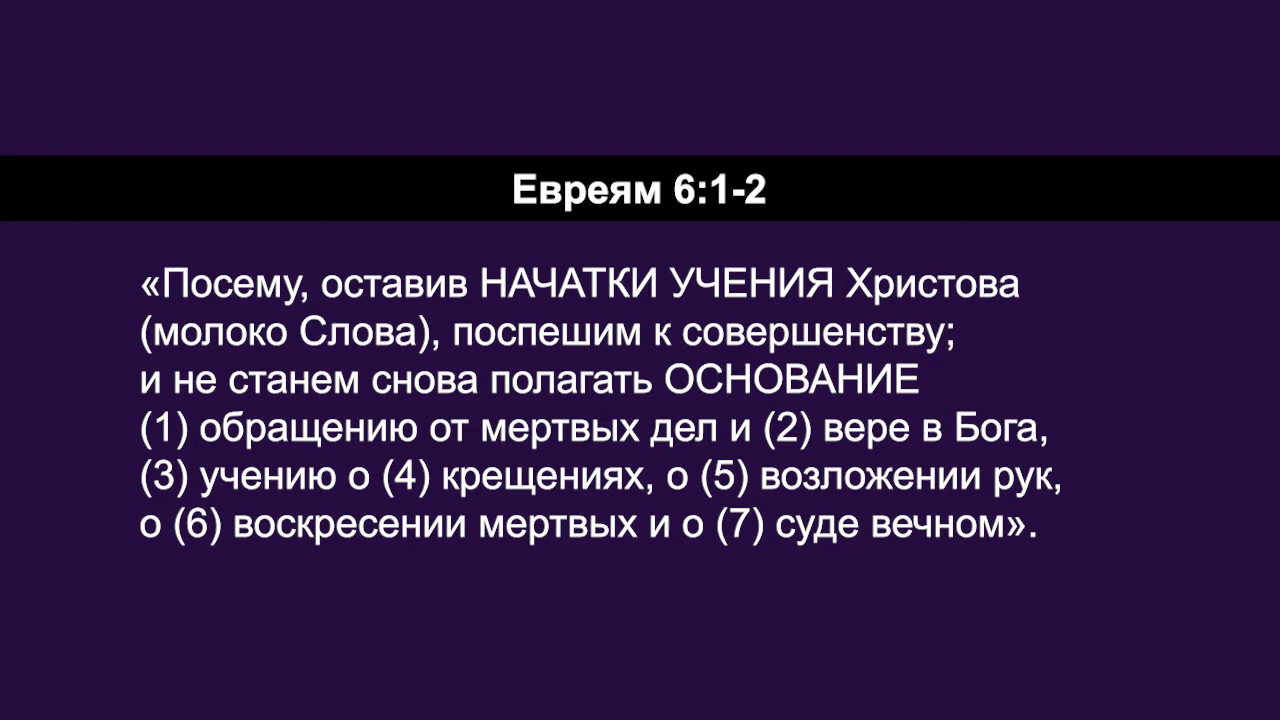 Евреям 6:1-2
«Посему, оставив НАЧАТКИ УЧЕНИЯ Христова
(молоко Слова), поспешим к совершенству;
и не станем снова полагать ОСНОВАНИЕ
(1) обращению от мертвых дел и (2) вере в Бога,
(3) учению о (4) крещениях, о (5) возложении рук,
о (6) воскресении мертвых и о (7) суде вечном».